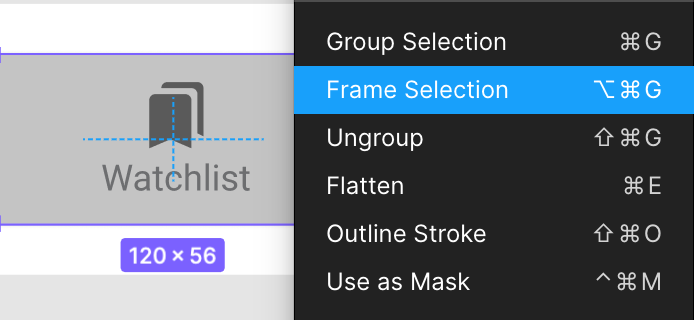 Watchlist
120 × 56
Group Selection ⌘G
Frame Selection ⌥⌘G
Ungroup ⇧⌘G
Flatten ⌘E
Outline Stroke ⇧⌘O
Use as Mask ^⌘M